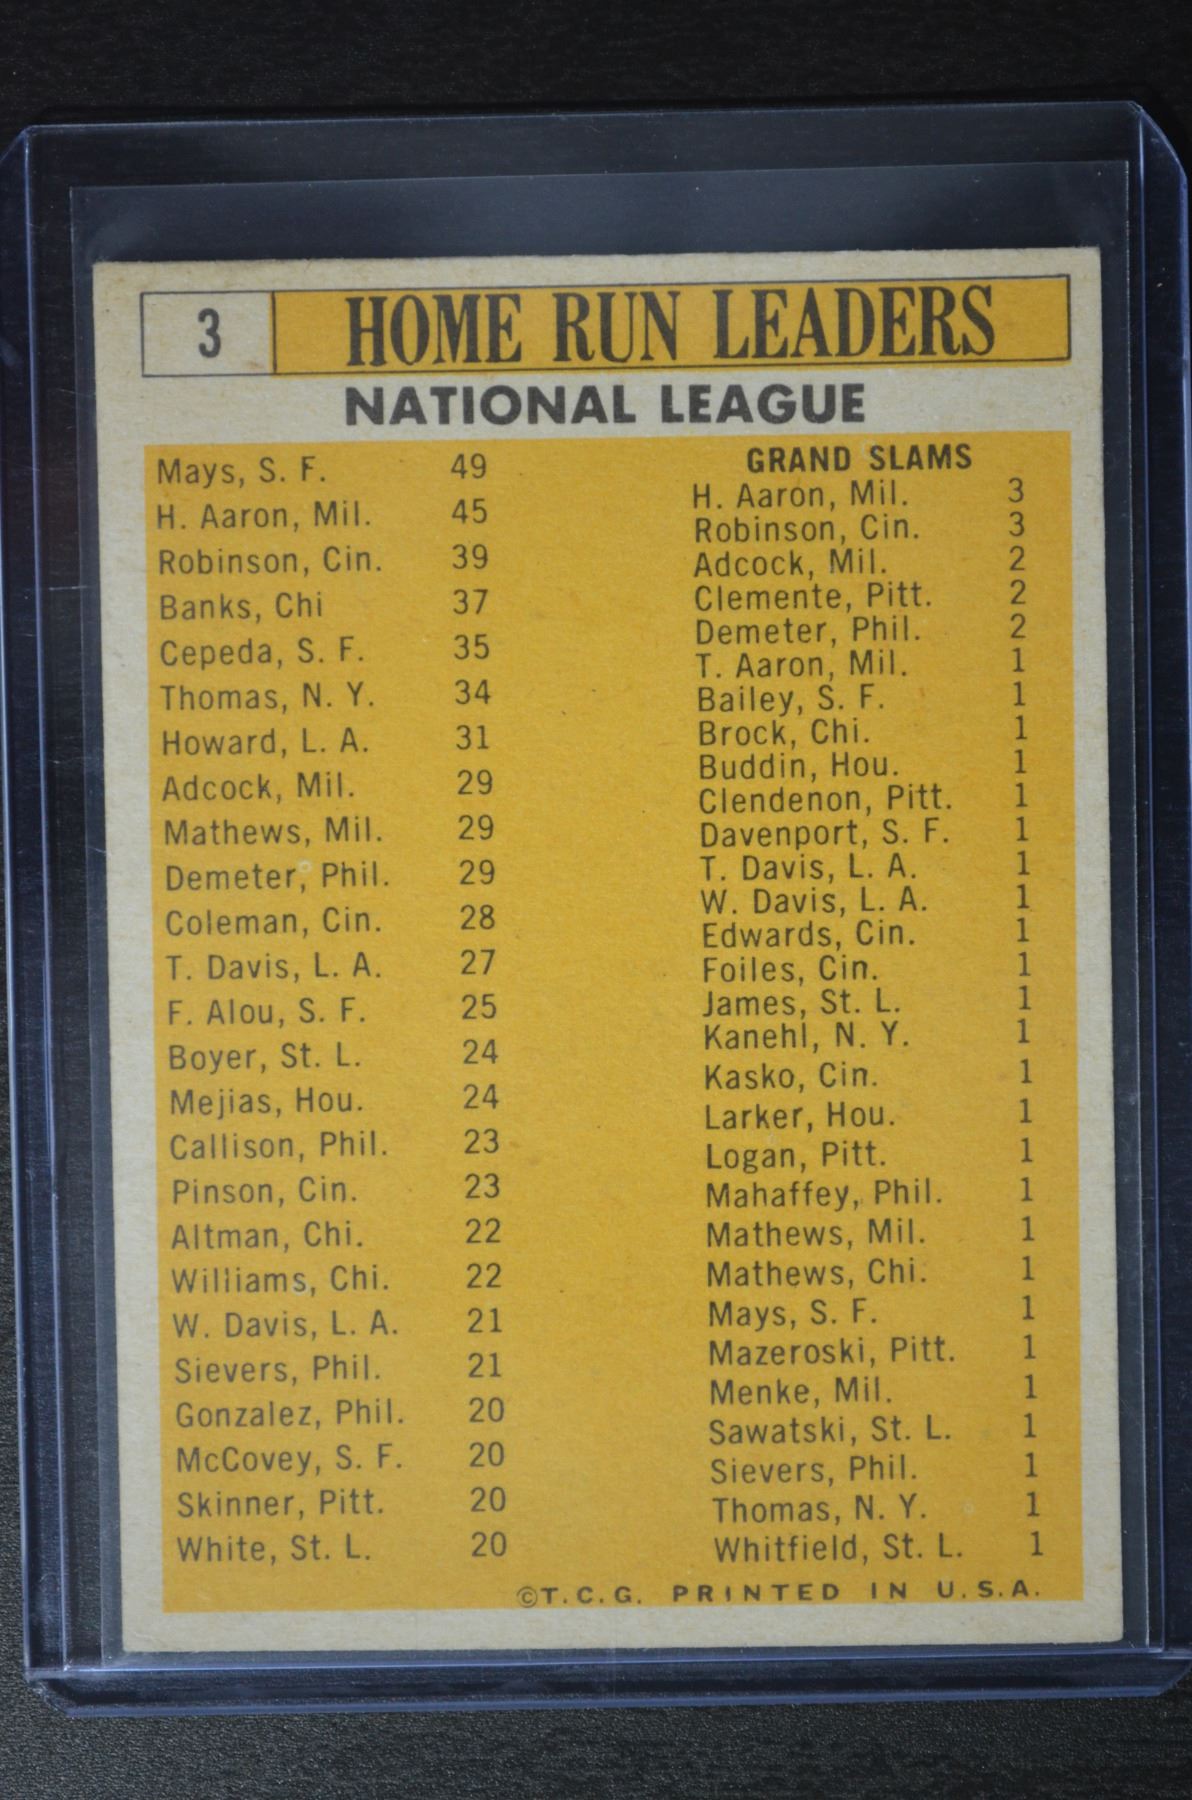 3
HOME RUN LEADERS
NATIONAL LEAGUE
Mays, S. F. 49
H. Aaron, Mil. 45
Robinson, Cin. 39
Banks, Chi 37
Cepeda, S. F. 35
Thomas, N. Y. 34
Howard, L. A. 31
Adcock, Mil. 29
Mathews, Mil. 29
Demeter, Phil. 29
Coleman, Cin. 28
T. Davis, L. A. 27
F. Alou, S. F. 25
Boyer, St. L. 24
Mejias, Hou. 24
Callison, Phil. 23
Pinson, Cin. 23
Altman, Chi. 22
Williams, Chi. 22
W. Davis, L. A. 21
Sievers, Phil. 21
Gonzalez, Phil. 20
McCovey, S. F. 20
Skinner, Pitt. 20
White, St. L. 20
GRAND SLAMS
H. Aaron, Mil. 3
Robinson, Cin. 3
Adcock, Mil. 2
Clemente, Pitt. 2
Demeter, Phil. 2
T. Aaron, Mil. 1
Bailey, S. F. 1
Brock, Chi. 1
Buddin, Hou. 1
Clendenon, Pitt. 1
Davenport, S. F. 1
T. Davis, L. A. 1
W. Davis, L. A. 1
Edwards, Cin. 1
Foiles, Cin. 1
James, St. L. 1
Kanehl, N. Y. 1
Kasko, Cin. 1
Larker, Hou. 1
Logan, Pitt. 1
Mahaffey, Phil. 1
Mathews, Mil. 1
Mathews, Chi. 1
Mays, S. F. 1
Mazeroski, Pitt. 1
Menke, Mil. 1
Sawatski, St. L. 1
Sievers, Phil. 1
Thomas, N. Y. 1
Whitfield, St. L. 1
©T.C.G. PRINTED IN U.S.A.